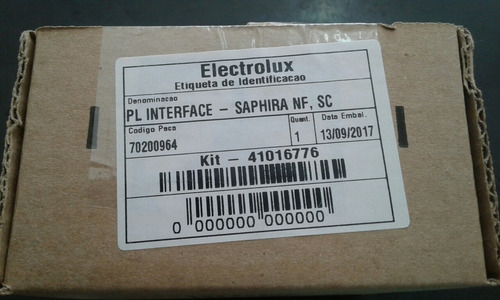 Electrolux
Etiqueta de Identificacao
Denominacao
PL INTERFACE - SAPHIRA NF, SC
Codigo Peca Quant. Data Embal.
70200964 1 13/09/2017
Kit - 41016776
0 000000 000000